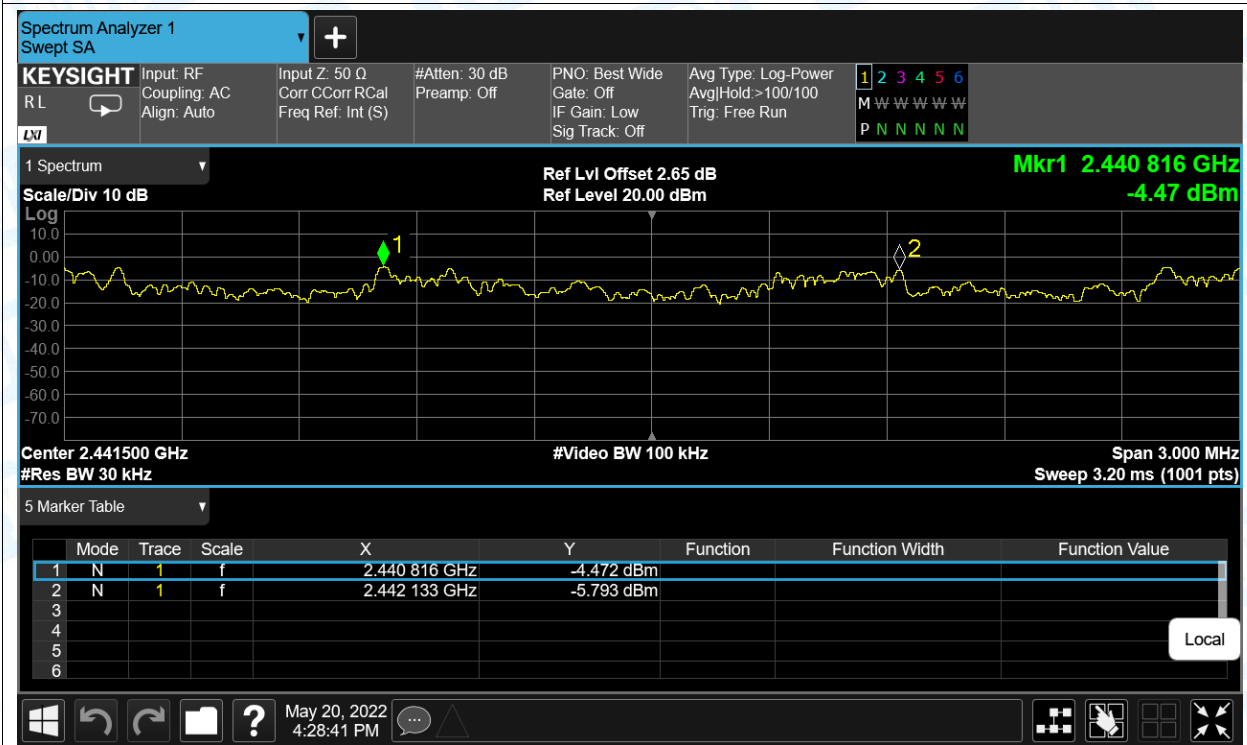 Spectrum Analyzer 1
Swept SA
KEYSIGHT
R L
LXI
Input: RF
Coupling: AC
Align: Auto
Input Z: 50 Ω
Corr CCorr RCal
Freq Ref: Int (S)
#Atten: 30 dB
Preamp: Off
PNO: Best Wide
Gate: Off
IF Gain: Low
Sig Track: Off
Avg Type: Log-Power
Avg|Hold:>100/100
Trig: Free Run
1 2 3 4 5 6
M W W W W W
P N N N N N
1 Spectrum
Scale/Div 10 dB
Ref Lvl Offset 2.65 dB
Ref Level 20.00 dBm
Mkr1 2.440 816 GHz
-4.47 dBm
Log
10.0
0.00
-10.0
-20.0
-30.0
-40.0
-50.0
-60.0
-70.0
1
2
Center 2.441500 GHz
#Video BW 100 kHz
Span 3.000 MHz
#Res BW 30 kHz
Sweep 3.20 ms (1001 pts)
5 Marker Table
Mode Trace Scale X Y Function Function Width Function Value
1 N 1 f 2.440 816 GHz -4.472 dBm
2 N 1 f 2.442 133 GHz -5.793 dBm
3
4
5
6
Local
?
May 20, 2022
4:28:41 PM